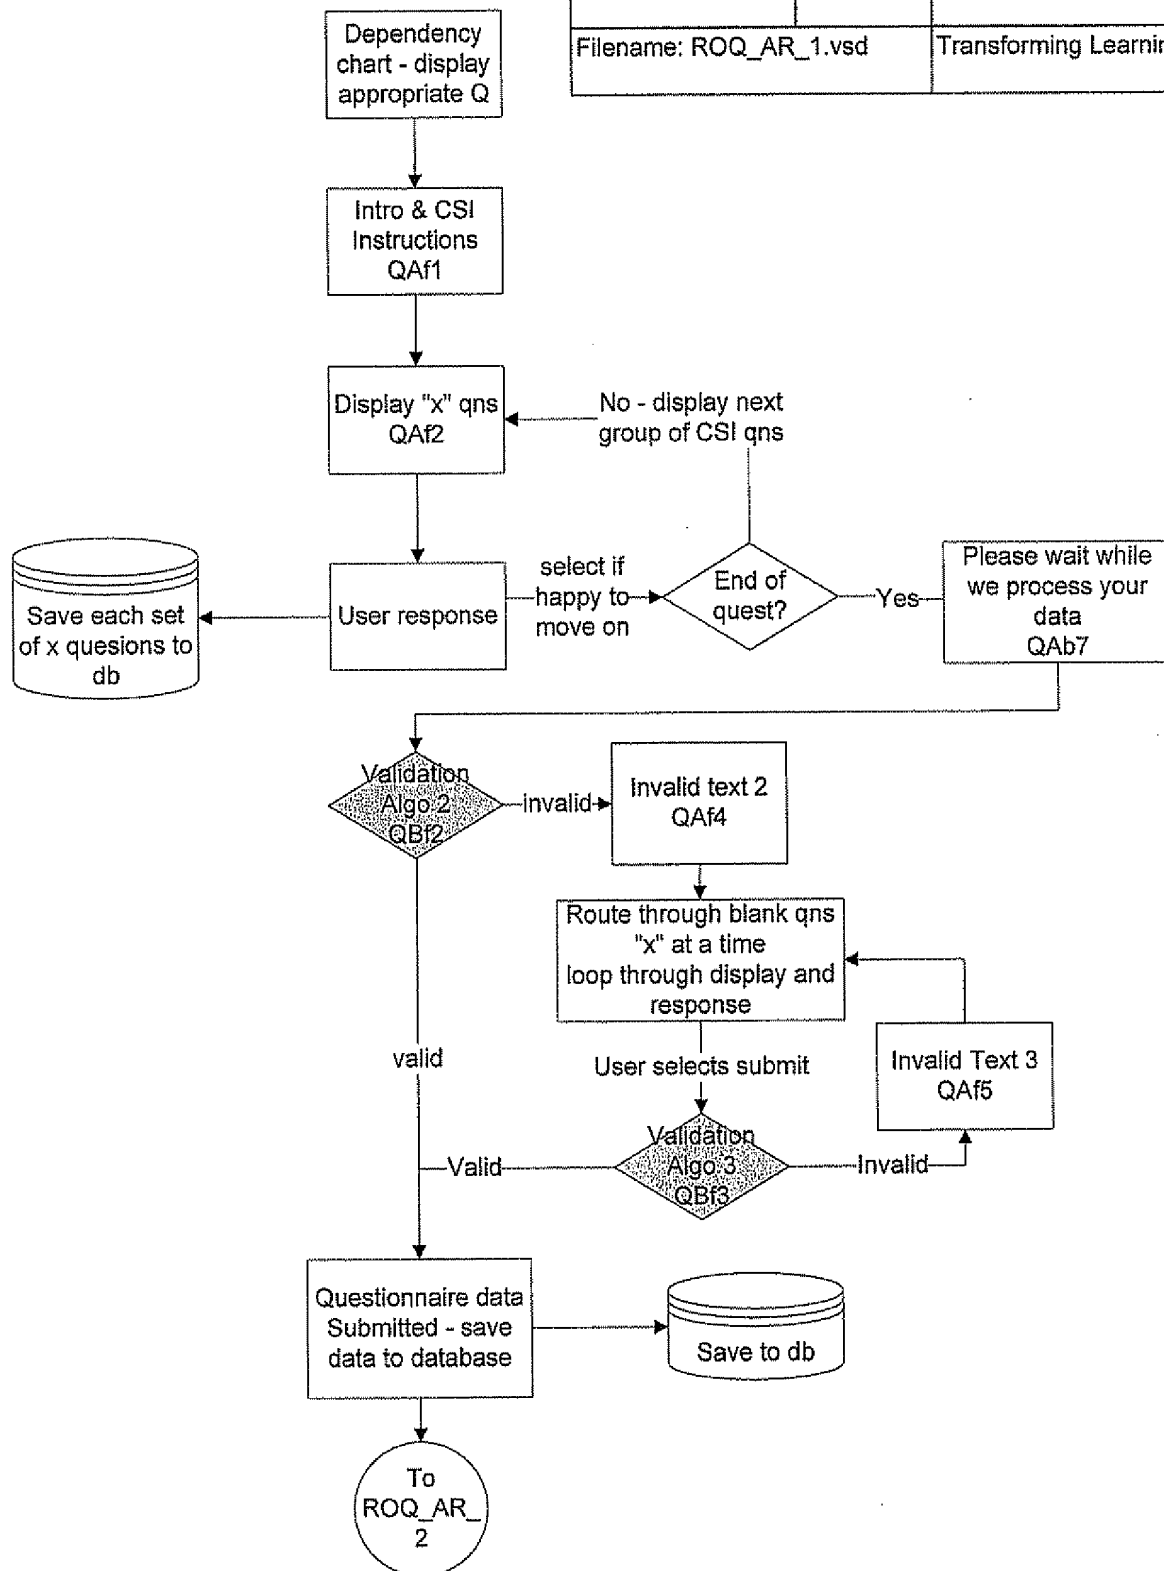 Filename: ROQ_AR_1.vsd
Transforming Learnin
Dependency
chart - display
appropriate Q
Intro & CSI
Instructions
QAf1
Display "x" qns
QAf2
No - display next
group of CSI qns
Save each set
of x quesions to
db
User response
select if
happy to
move on
End of
quest?
Yes
Please wait while
we process your
data
QAb7
Validation
Algo 2
QBf2
invalid
Invalid text 2
QAf4
Route through blank qns
"x" at a time
loop through display and
response
valid
User selects submit
Invalid Text 3
QAf5
Valid
Validation
Algo 3
QBf3
Invalid
Questionnaire data
Submitted - save
data to database
Save to db
To
ROQ_AR_
2